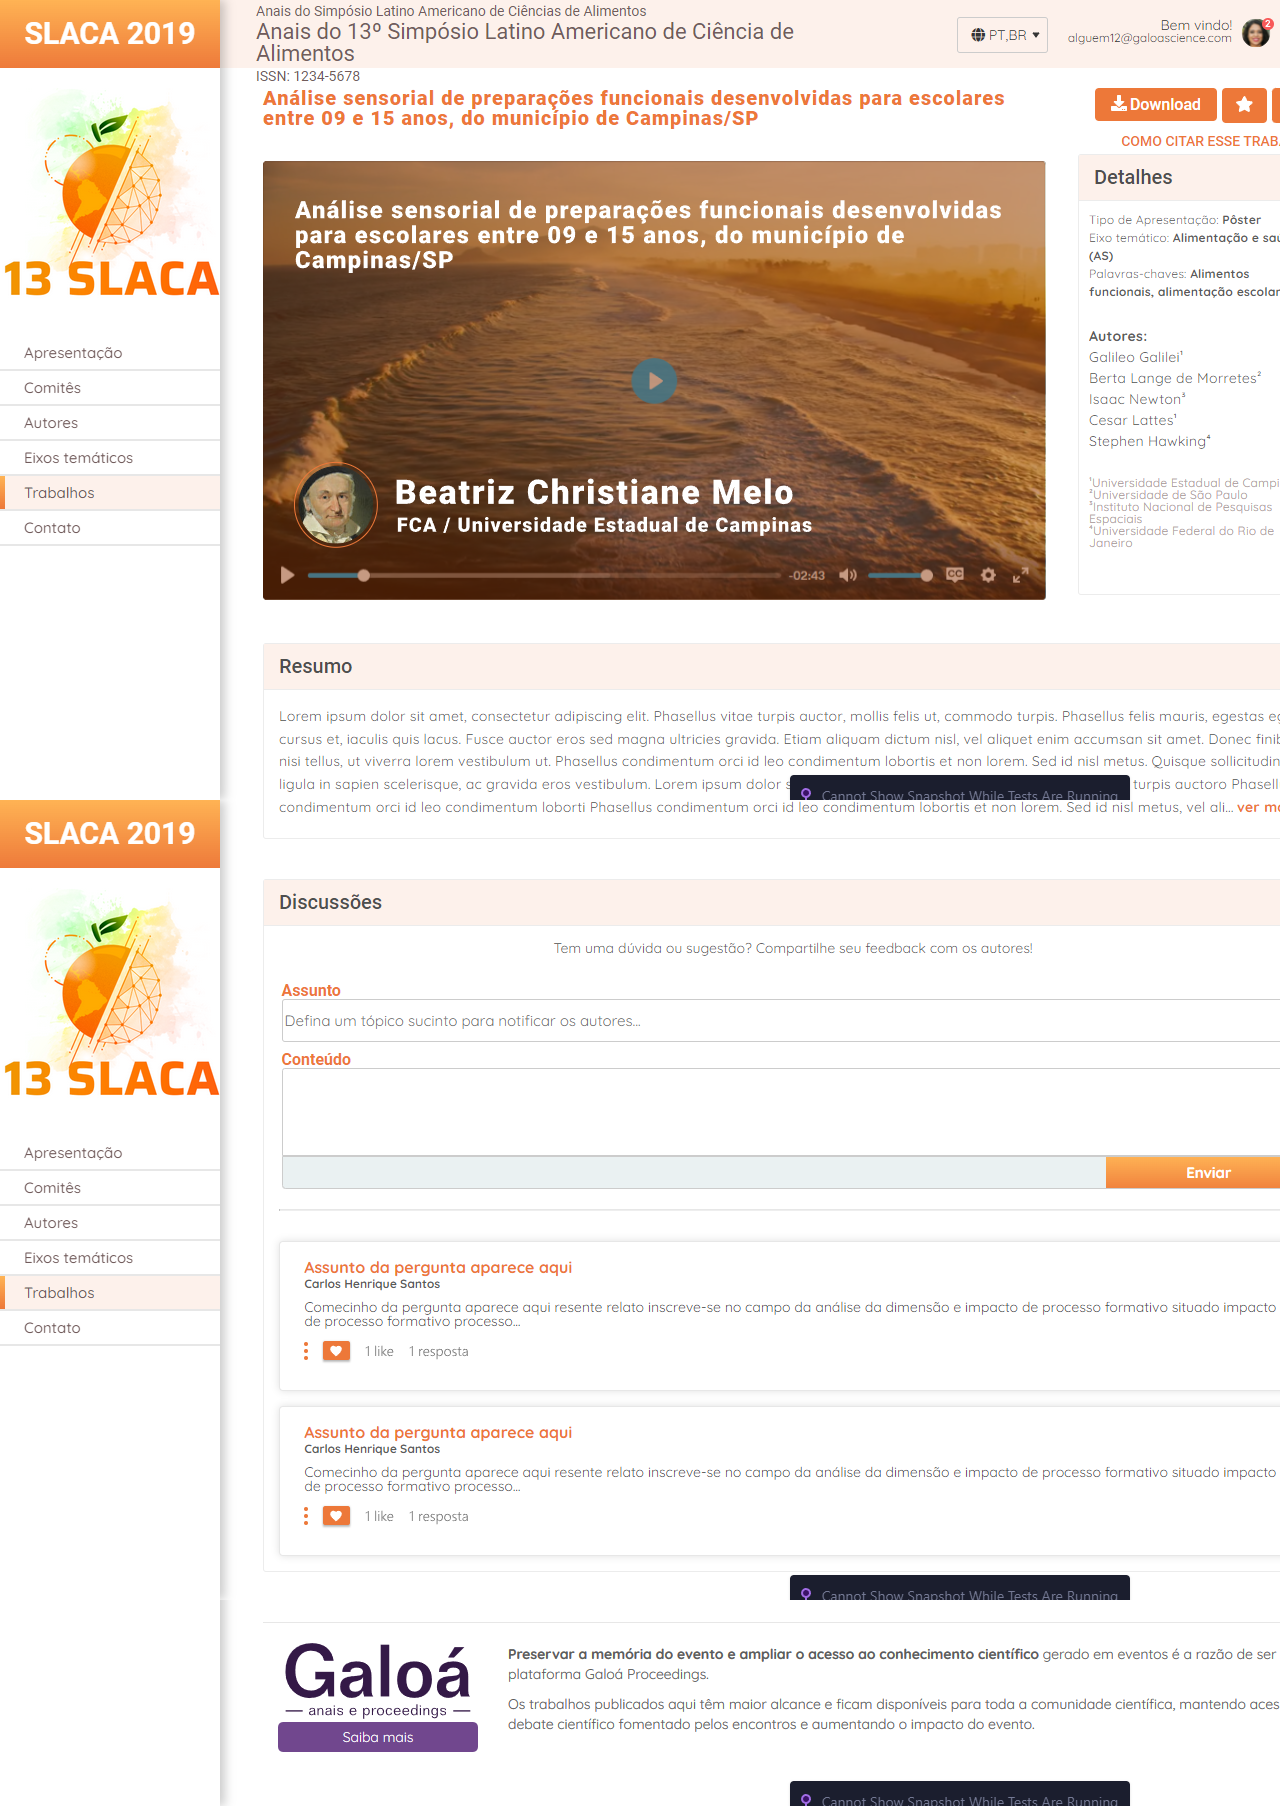 SLACA 2019
Anais do Simpósio Latino Americano de Ciências de Alimentos
Anais do 13º Simpósio Latino Americano de Ciência de
Alimentos
ISSN: 1234-5678
PT,BR
Bem vindo!
alguem12@galoascience.com
2
13 SLACA
Apresentação
Comitês
Autores
Eixos temáticos
Trabalhos
Contato
Análise sensorial de preparações funcionais desenvolvidas para escolares
entre 09 e 15 anos, do município de Campinas/SP
Download
COMO CITAR ESSE TRAB
Análise sensorial de preparações funcionais desenvolvidas
para escolares entre 09 e 15 anos, do município de
Campinas/SP
Beatriz Christiane Melo
FCA / Universidade Estadual de Campinas
-02:43
CC
Detalhes
Tipo de Apresentação: Pôster
Eixo temático: Alimentação e saú
(AS)
Palavras-chaves: Alimentos
funcionais, alimentação escolar
Autores:
Galileo Galilei¹
Berta Lange de Morretes²
Isaac Newton³
Cesar Lattes¹
Stephen Hawking⁴
¹Universidade Estadual de Campi
²Universidade de São Paulo
³Instituto Nacional de Pesquisas
Espaciais
⁴Universidade Federal do Rio de
Janeiro
Resumo
Lorem ipsum dolor sit amet, consectetur adipiscing elit. Phasellus vitae turpis auctor, mollis felis ut, commodo turpis. Phasellus felis mauris, egestas eg
cursus et, iaculis quis lacus. Fusce auctor eros sed magna ultricies gravida. Etiam aliquam dictum nisl, vel aliquet enim accumsan sit amet. Donec finib
nisi tellus, ut viverra lorem vestibulum ut. Phasellus condimentum orci id leo condimentum lobortis et non lorem. Sed id nisl metus. Quisque sollicitudin
ligula in sapien scelerisque, ac gravida eros vestibulum. Lorem ipsum dolor s turpis auctoro Phasell
Cannot Show Snapshot While Tests Are Running
condimentum orci id leo condimentum loborti Phasellus condimentum orci id leo condimentum lobortis et non lorem. Sed id nisl metus, vel ali... ver mo
SLACA 2019
13 SLACA
Apresentação
Comitês
Autores
Eixos temáticos
Trabalhos
Contato
Discussões
Tem uma dúvida ou sugestão? Compartilhe seu feedback com os autores!
Assunto
Defina um tópico sucinto para notificar os autores...
Conteúdo
Enviar
Assunto da pergunta aparece aqui
Carlos Henrique Santos
Comecinho da pergunta aparece aqui resente relato inscreve-se no campo da análise da dimensão e impacto de processo formativo situado impacto
de processo formativo processo...
1 like 1 resposta
Assunto da pergunta aparece aqui
Carlos Henrique Santos
Comecinho da pergunta aparece aqui resente relato inscreve-se no campo da análise da dimensão e impacto de processo formativo situado impacto
de processo formativo processo...
1 like 1 resposta
Cannot Show Snapshot While Tests Are Running
Galoá
anais e proceedings
Saiba mais
Preservar a memória do evento e ampliar o acesso ao conhecimento científico gerado em eventos é a razão de ser
plataforma Galoá Proceedings.
Os trabalhos publicados aqui têm maior alcance e ficam disponíveis para toda a comunidade científica, mantendo aces
debate científico fomentado pelos encontros e aumentando o impacto do evento.
Cannot Show Snapshot While Tests Are Running